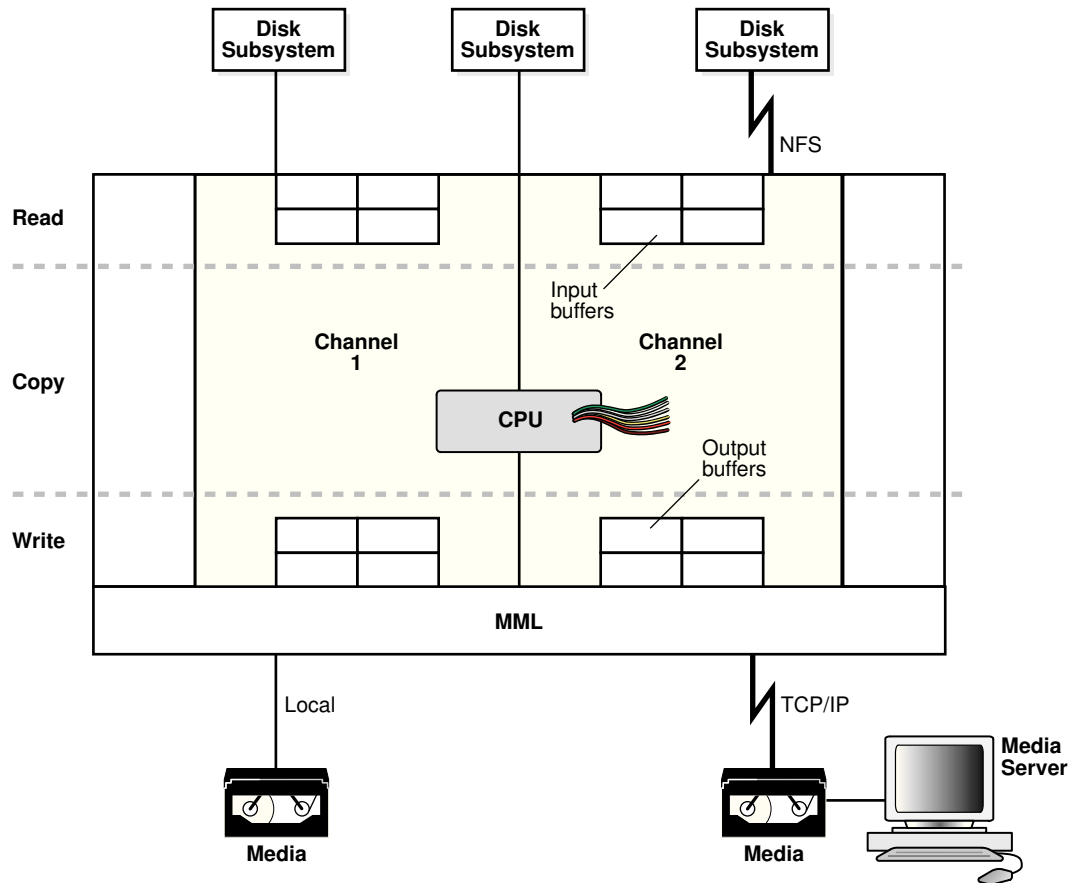 Disk
Subsystem
Disk
Subsystem
Disk
Subsystem
NFS
Read
Input
buffers
Channel
1
Channel
2
Copy
CPU
Output
buffers
Write
MML
Local
TCP/IP
Media
Server
Media
Media